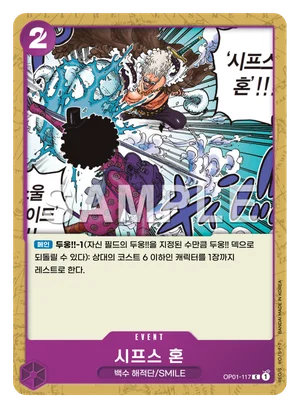 2
'시프스
혼'!!
SAMPLE
메인 두웅!!-1(자신 필드의 두웅!!을 지정된 수만큼 두웅!! 덱으로
되돌릴 수 있다): 상대의 코스트 6 이하인 캐릭터를 1장까지
레스트로 한다.
EVENT
시프스 혼
백수 해적단/SMILE
OP01-117 C 1